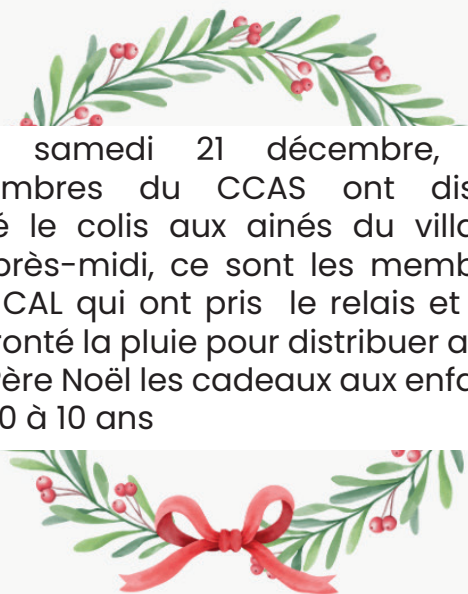 samedi 21 décembre,
mbres du CCAS ont dis
é le colis aux ainés du villa
près-midi, ce sont les memb
CAL qui ont pris le relais et
ronté la pluie pour distribuer a
Père Noël les cadeaux aux enfa
0 à 10 ans